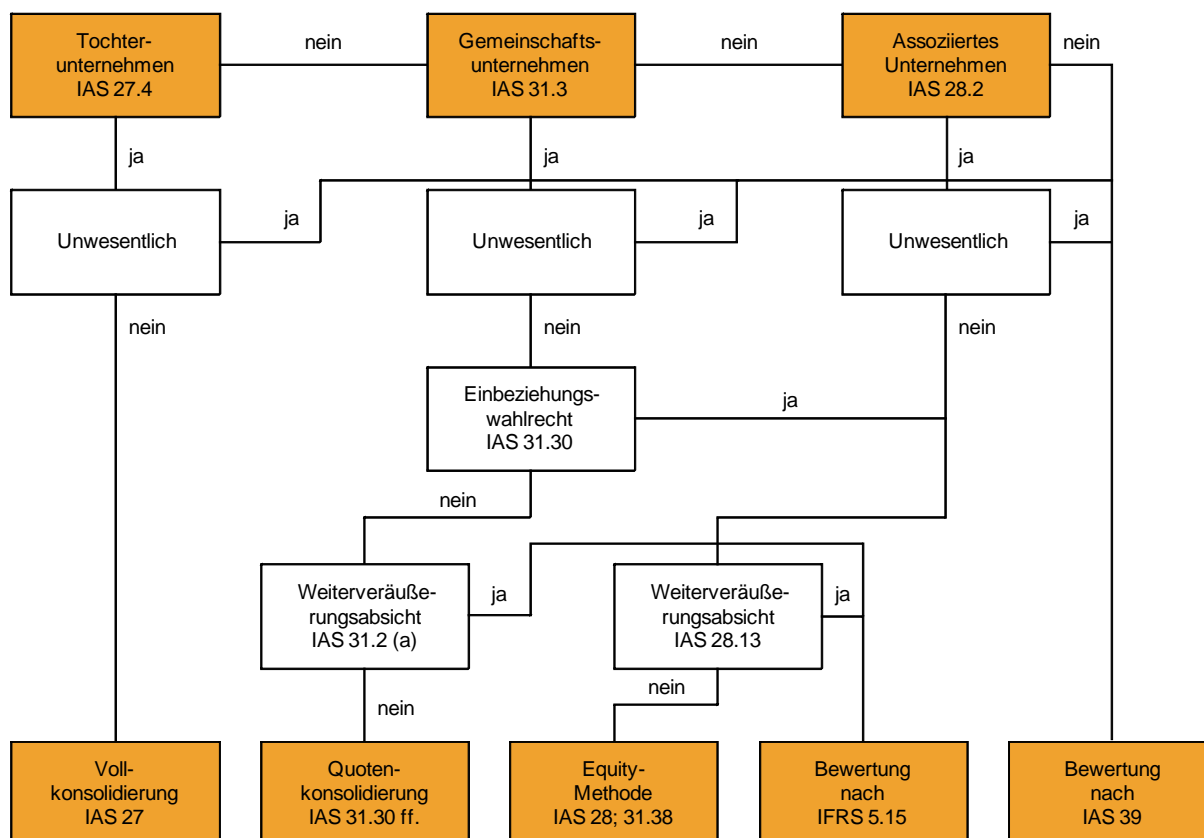 Tochter-
unternehmen
IAS 27.4
nein
Gemeinschafts-
unternehmen
IAS 31.3
nein
Assoziiertes
Unternehmen
IAS 28.2
nein
ja
ja
ja
Unwesentlich
ja
Unwesentlich
ja
Unwesentlich
ja
nein
nein
nein
Einbeziehungs-
wahlrecht
IAS 31.30
ja
nein
Weiterveräuße-
rungsabsicht
IAS 31.2 (a)
ja
Weiterveräuße-
rungsabsicht
IAS 28.13
ja
nein
nein
Voll-
konsolidierung
IAS 27
Quoten-
konsolidierung
IAS 31.30 ff.
Equity-
Methode
IAS 28; 31.38
Bewertung
nach
IFRS 5.15
Bewertung
nach
IAS 39